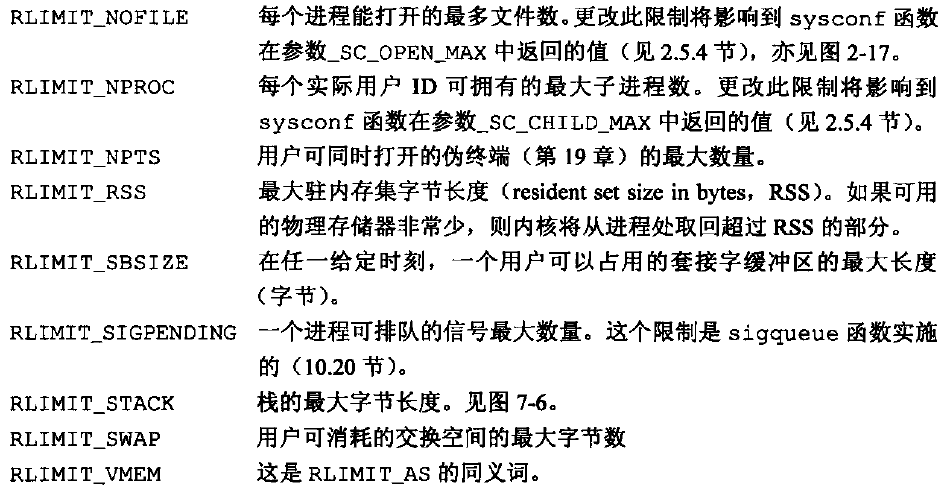 RLIMIT_NOFILE 每个进程能打开的最多文件数。更改此限制将影响到 sysconf 函数
在参数_SC_OPEN_MAX 中返回的值（见 2.5.4 节），亦见图 2-17。
RLIMIT_NPROC 每个实际用户 ID 可拥有的最大子进程数。更改此限制将影响到
sysconf 函数在参数_SC_CHILD_MAX 中返回的值（见 2.5.4 节）。
RLIMIT_NPTS 用户可同时打开的伪终端（第 19 章）的最大数量。
RLIMIT_RSS 最大驻内存集字节长度（resident set size in bytes，RSS）。如果可用
的物理存储器非常少，则内核将从进程处取回超过 RSS 的部分。
RLIMIT_SBSIZE 在任一给定时刻，一个用户可以占用的套接字缓冲区的最大长度
（字节）。
RLIMIT_SIGPENDING 一个进程可排队的信号最大数量。这个限制是 sigqueue 函数实施
的（10.20 节）。
RLIMIT_STACK 栈的最大字节长度。见图 7-6。
RLIMIT_SWAP 用户可消耗的交换空间的最大字节数
RLIMIT_VMEM 这是 RLIMIT_AS 的同义词。